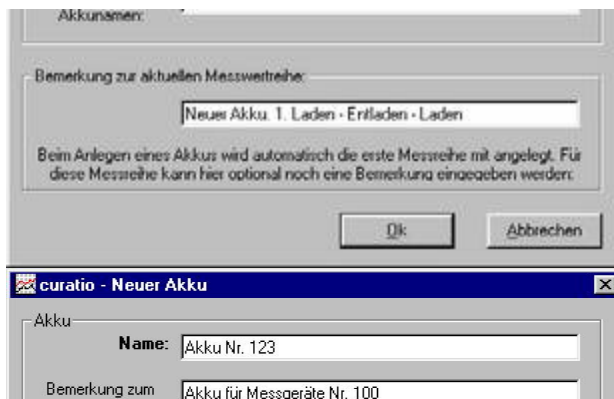 Akkunamen:
Bemerkung zur aktuellen Messwertreihe:
Neuer Akku. 1. Laden - Entladen - Laden
Beim Anlegen eines Akkus wird automatisch die erste Messreihe mit angelegt. Für
diese Messreihe kann hier optional noch eine Bemerkung eingegeben werden:
Ok
Abbrechen
curatio - Neuer Akku
Akku
Name:
Akku Nr. 123
Bemerkung zum
Akku für Messgeräte Nr. 100